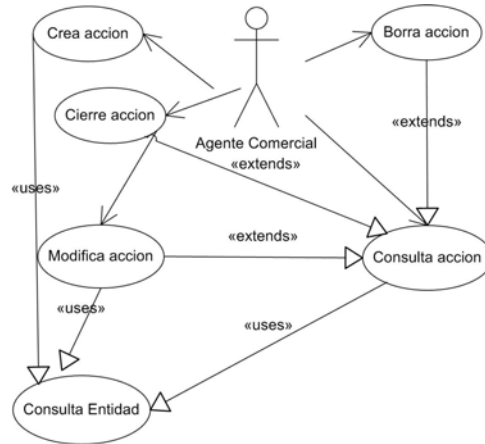 Crea accion
Borra accion
Cierre accion
Agente Comercial
«extends»
«extends»
«uses»
Modifica accion
«extends»
Consulta accion
«uses»
«uses»
Consulta Entidad